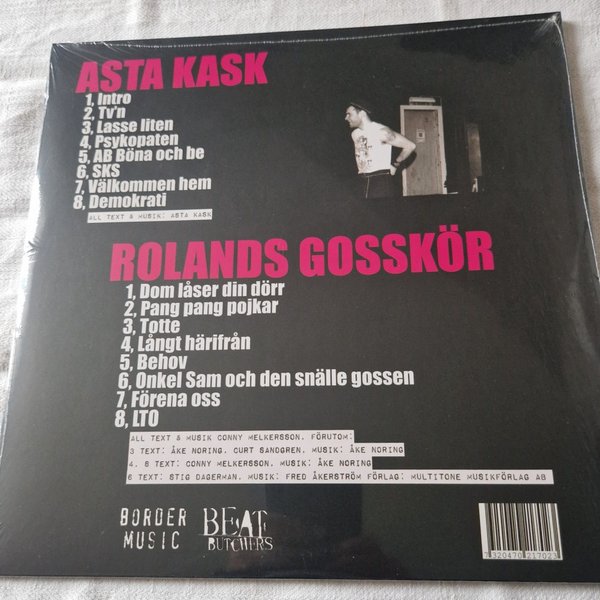 ASTA KASK
1, Intro
2, Tv'n
3, Lasse liten
4, Psykopaten
5, AB Böna och be
6, SKS
7, Välkommen hem
8, Demokrati
ALL TEXT & MUSIK: ASTA KASK
ROLANDS GOSSKÖR
1, Dom låser din dörr
2, Pang pang pojkar
3, Totte
4, Långt härifrån
5, Behov
6, Onkel Sam och den snälle gossen
7, Förena oss
8, LTO
ALL TEXT & MUSIK CONNY MELKERSSON. FÖRUTOM:
3 TEXT: ÅKE NORING. CURT SANDGREN. MUSIK: ÅKE NORING
4, 8 TEXT: CONNY MELKERSSON. MUSIK: ÅKE NORING
6 TEXT: STIG DAGERMAN. MUSIK: FRED ÅKERSTRÖM FÖRLAG: MULTITONE MUSIKFÖRLAG AB
BORDER
MUSIC
BEAT
BUTCHERS
7 320470 217023